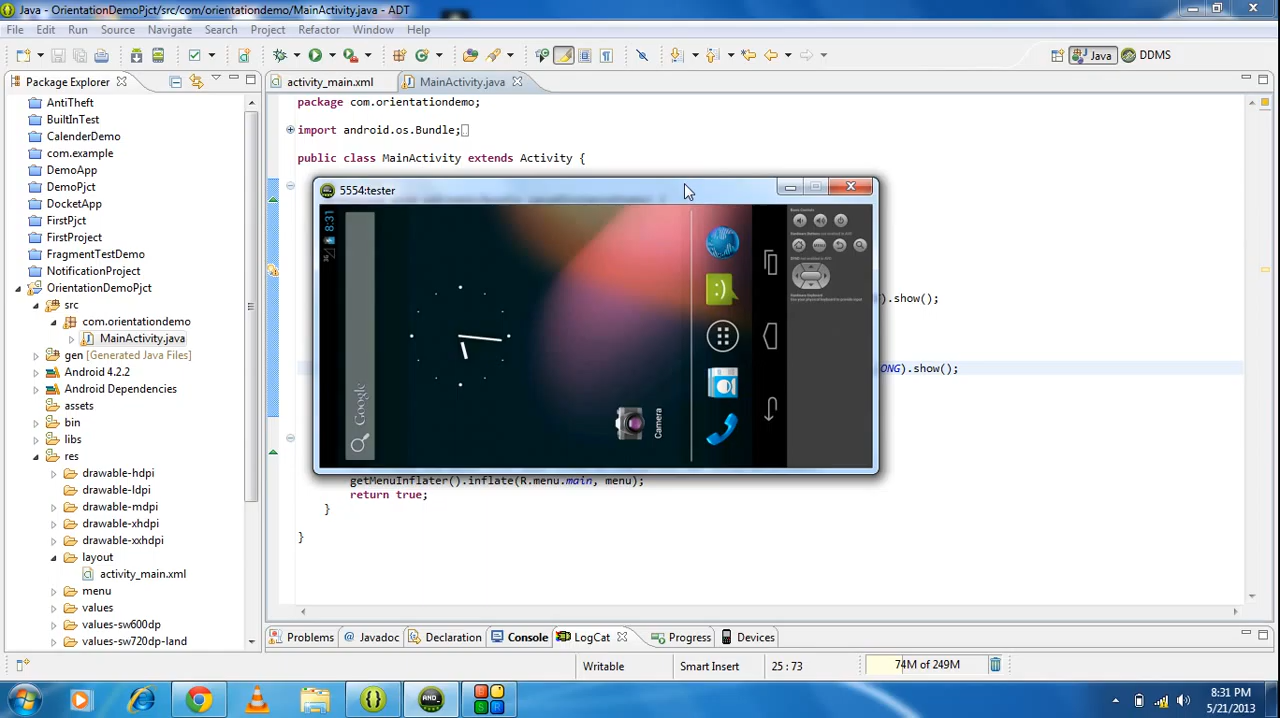 Java - OrientationDemoPjct/src/com/orientationdemo/MainActivity.java - ADT
File Edit Run Source Navigate Search Project Refactor Window Help
Java DDMS
Package Explorer
activity_main.xml MainActivity.java
AntiTheft
BuiltInTest
CalenderDemo
com.example
DemoApp
DemoPjct
DocketApp
FirstPjct
FirstProject
FragmentTestDemo
NotificationProject
OrientationDemoPjct
src
com.orientationdemo
MainActivity.java
gen [Generated Java Files]
Android 4.2.2
Android Dependencies
assets
bin
libs
res
drawable-hdpi
drawable-ldpi
drawable-mdpi
drawable-xhdpi
drawable-xxhdpi
layout
activity_main.xml
menu
values
values-sw600dp
values-sw720dp-land
package com.orientationdemo;
import android.os.Bundle;
public class MainActivity extends Activity {
5554:tester
8:31
3G
Google
Camera
MENU
).show();
ONG).show();
getMenuInflater().inflate(R.menu.main, menu);
return true;
}
}
Problems Javadoc Declaration Console LogCat Progress Devices
Writable Smart Insert 25 : 73 74M of 249M
8:31 PM
5/21/2013